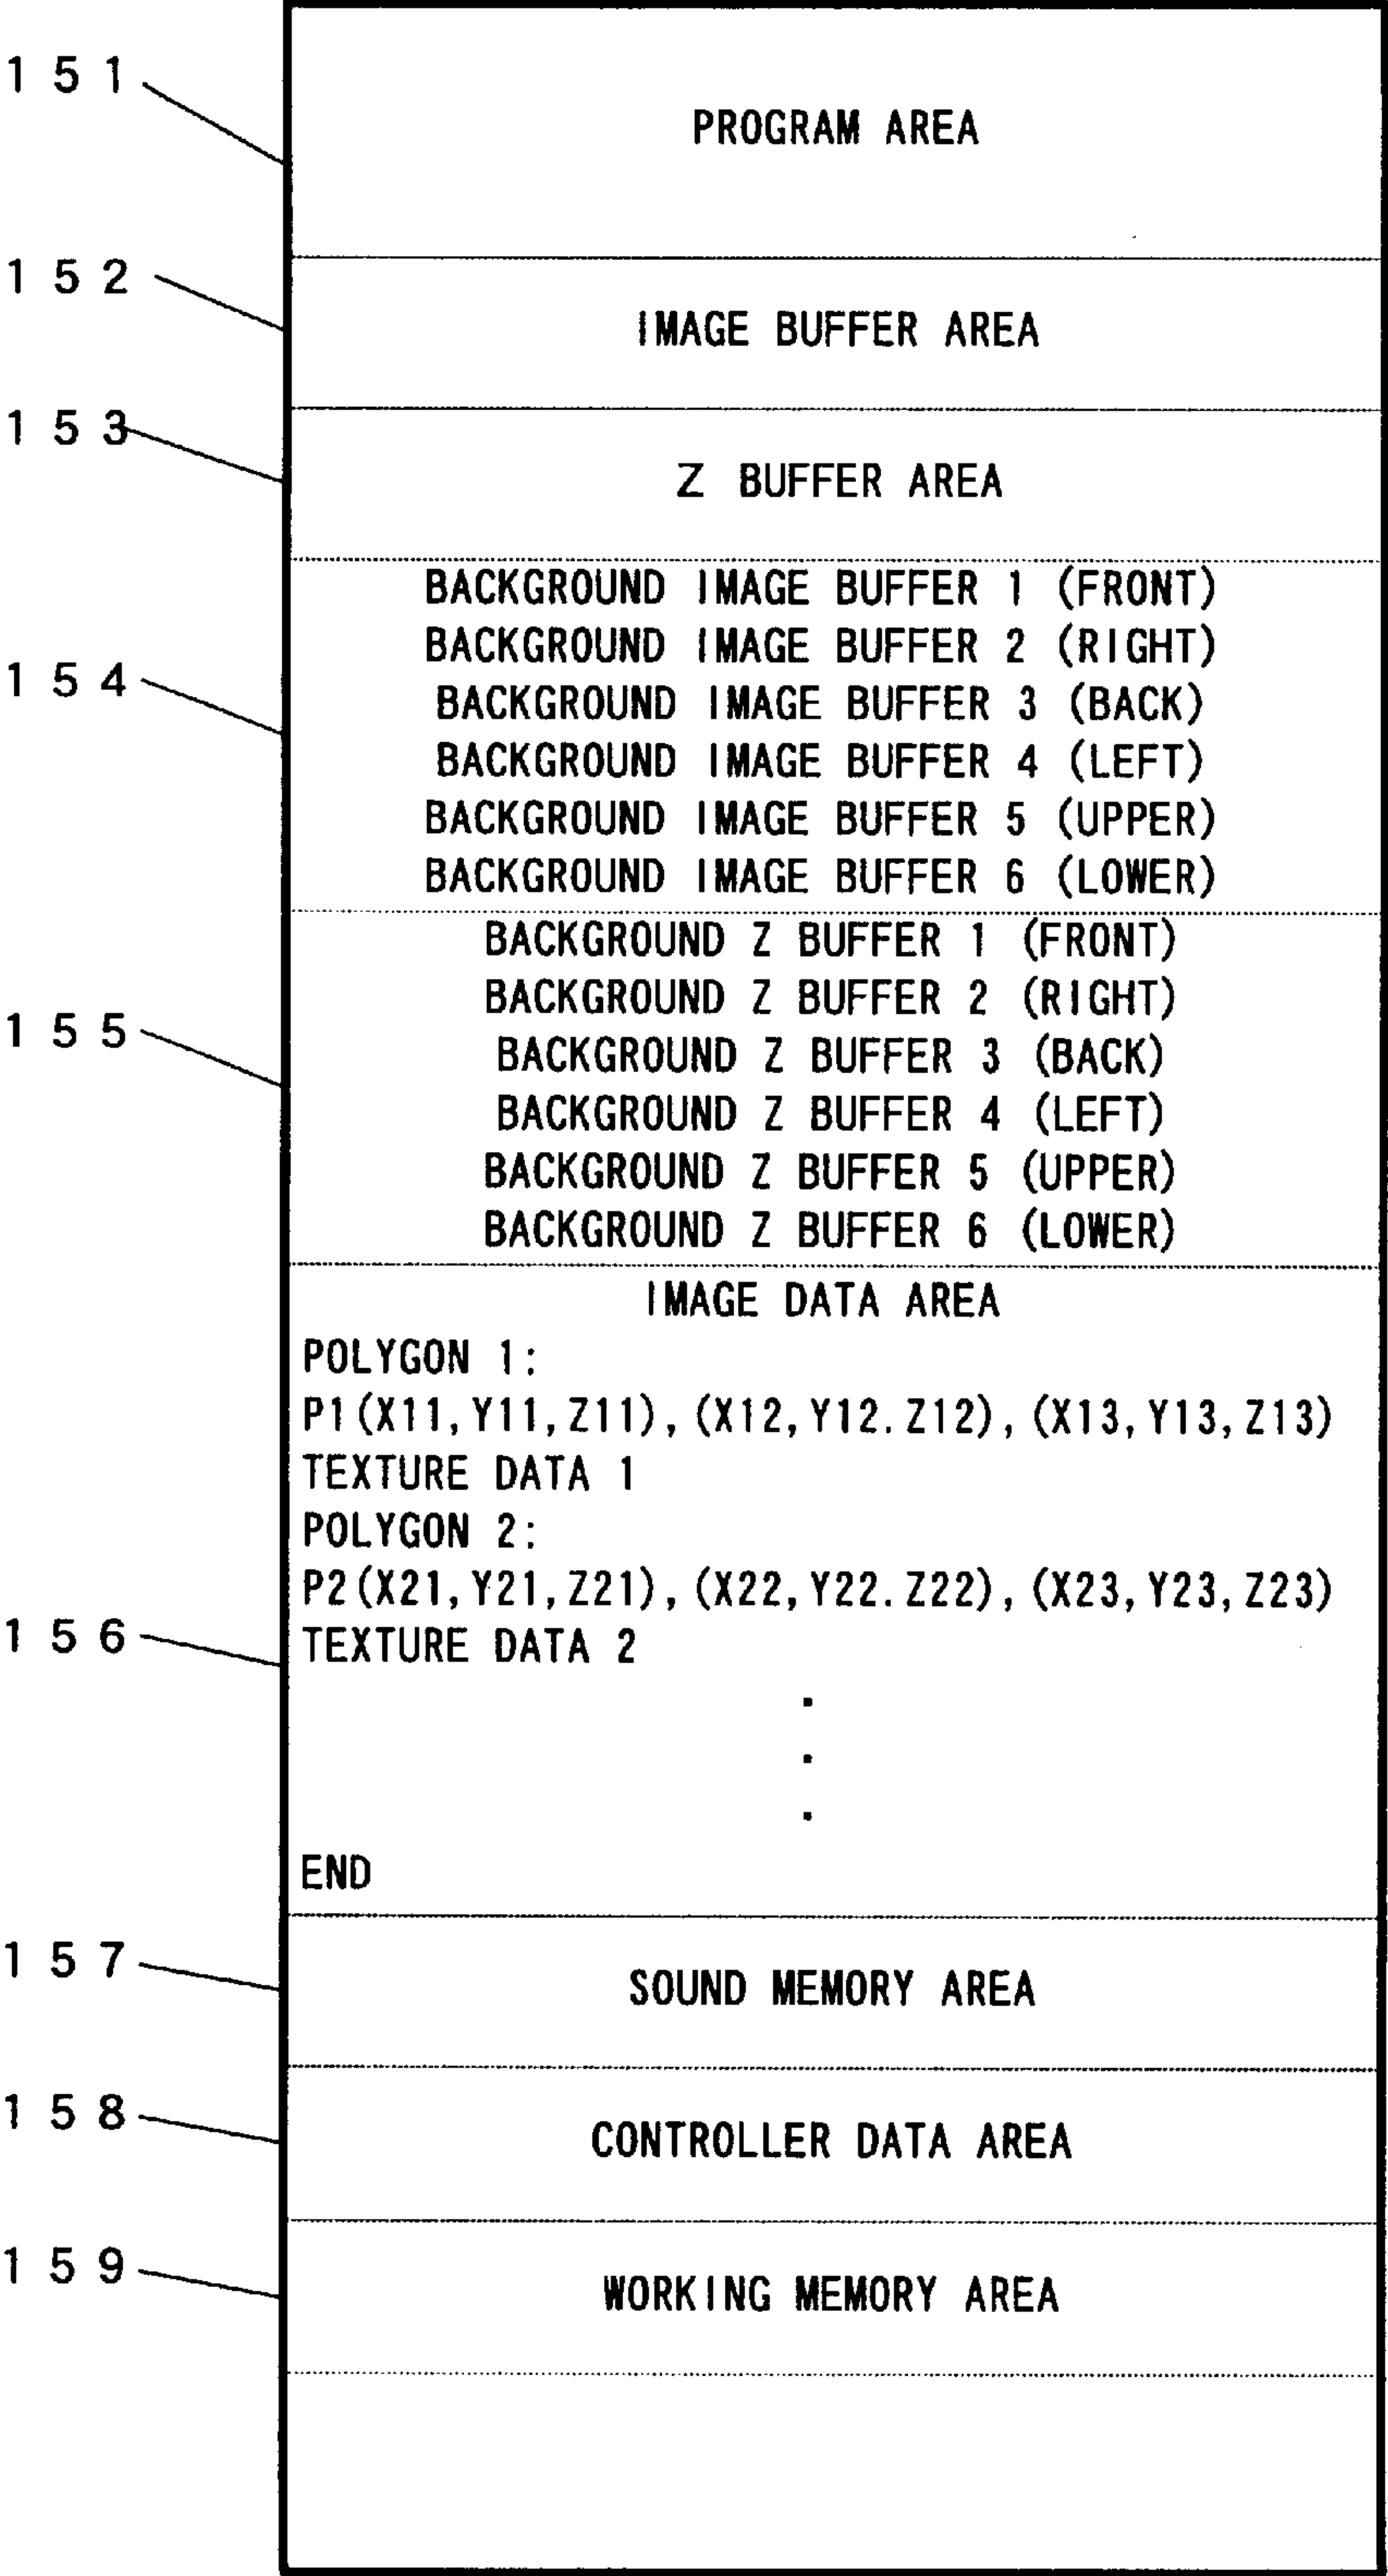 151
PROGRAM AREA
152
IMAGE BUFFER AREA
153
Z BUFFER AREA
154
BACKGROUND IMAGE BUFFER 1 (FRONT)
BACKGROUND IMAGE BUFFER 2 (RIGHT)
BACKGROUND IMAGE BUFFER 3 (BACK)
BACKGROUND IMAGE BUFFER 4 (LEFT)
BACKGROUND IMAGE BUFFER 5 (UPPER)
BACKGROUND IMAGE BUFFER 6 (LOWER)
155
BACKGROUND Z BUFFER 1 (FRONT)
BACKGROUND Z BUFFER 2 (RIGHT)
BACKGROUND Z BUFFER 3 (BACK)
BACKGROUND Z BUFFER 4 (LEFT)
BACKGROUND Z BUFFER 5 (UPPER)
BACKGROUND Z BUFFER 6 (LOWER)
156
IMAGE DATA AREA
POLYGON 1:
P1(X11,Y11,Z11),(X12,Y12.Z12),(X13,Y13,Z13)
TEXTURE DATA 1
POLYGON 2:
P2(X21,Y21,Z21),(X22,Y22.Z22),(X23,Y23,Z23)
TEXTURE DATA 2
.
.
.
END
157
SOUND MEMORY AREA
158
CONTROLLER DATA AREA
159
WORKING MEMORY AREA